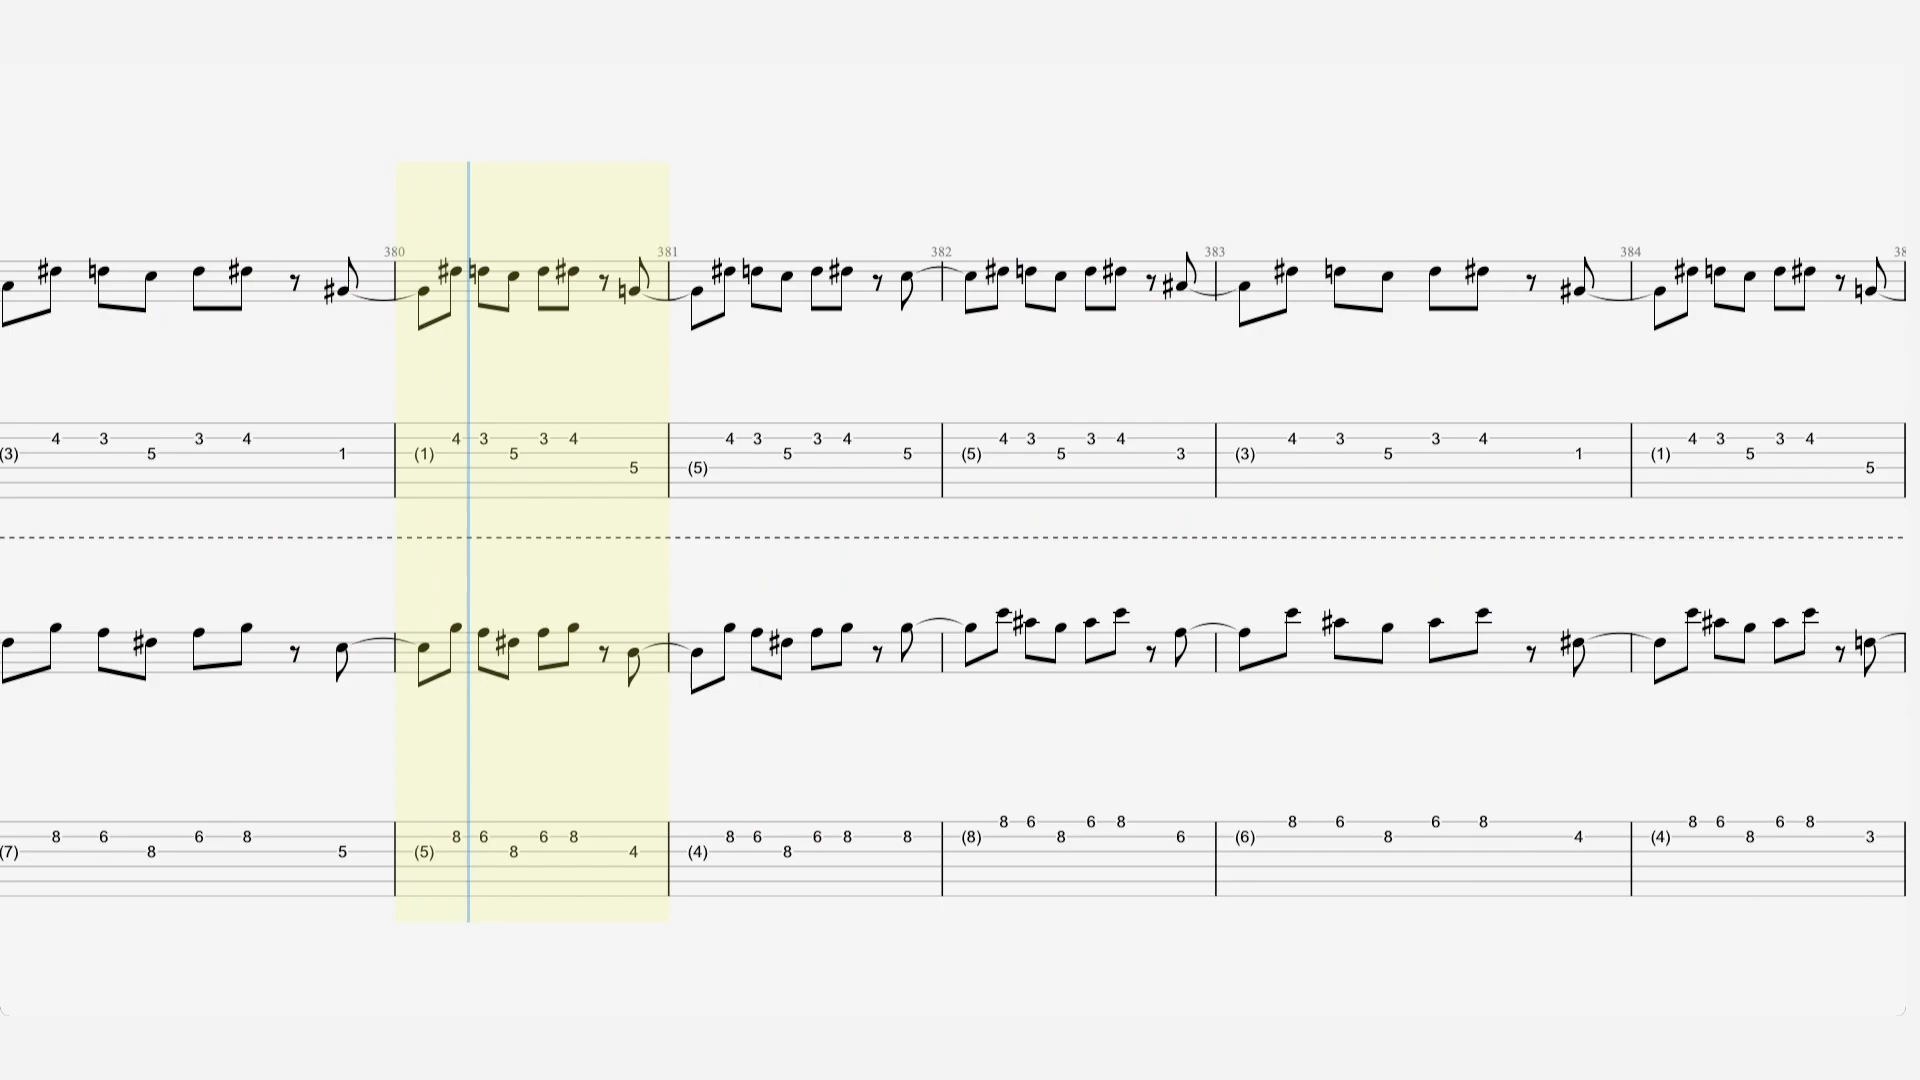 380 381 382 383 384 38
4 3 3 4 4 3 3 4 4 3 3 4 4 3 3 4 4 3 3 4 4 3 3 4
(3) 5 1 (1) 5 5 5 (5) 5 3 (3) 5 1 (1) 5
5 (5) 5
8 6 6 8 8 6 6 8 8 6 6 8
8 6 6 8 8 6 6 8 8 6 6 8 8 (8) 8 6 (6) 8 4 (4) 8 3
(7) 8 5 (5) 8 4 (4) 8